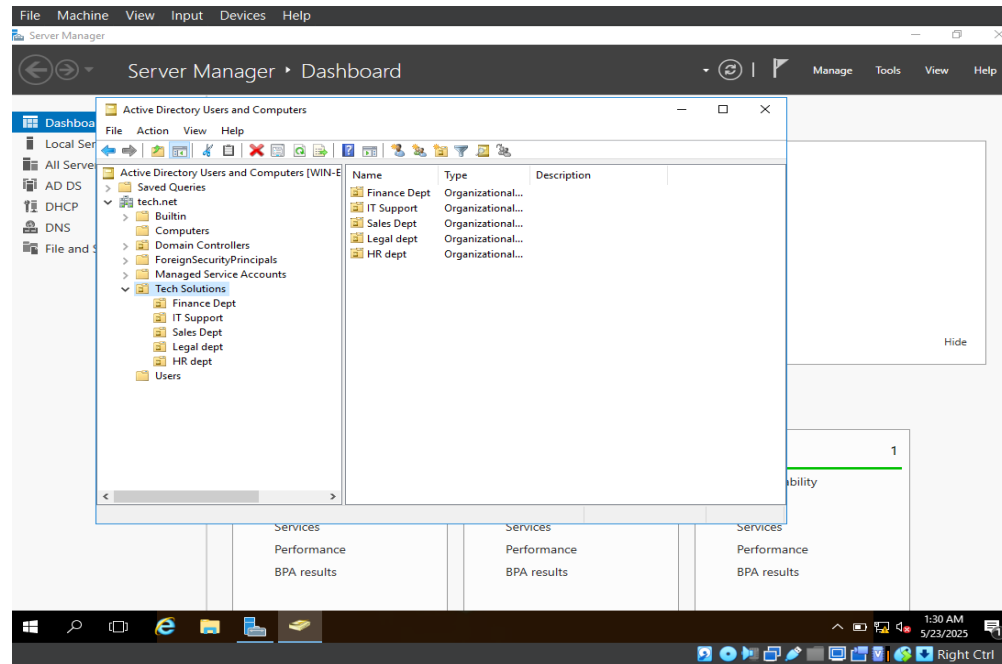 File Machine View Input Devices Help
Server Manager
Server Manager • Dashboard
Manage Tools View Help
Dashboa
Local Ser
All Server
AD DS
DHCP
DNS
File and S
Active Directory Users and Computers
File Action View Help
Active Directory Users and Computers [WIN-E
Saved Queries
tech.net
Builtin
Computers
Domain Controllers
ForeignSecurityPrincipals
Managed Service Accounts
Tech Solutions
Finance Dept
IT Support
Sales Dept
Legal dept
HR dept
Users
Name Type Description
Finance Dept Organizational...
IT Support Organizational...
Sales Dept Organizational...
Legal dept Organizational...
HR dept Organizational...
Hide
1
bility
Services Services Services
Performance Performance Performance
BPA results BPA results BPA results
1:30 AM
5/23/2025
Right Ctrl